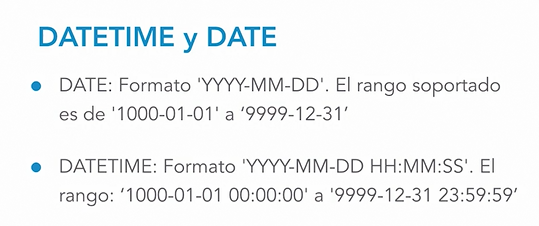 DATETIME y DATE
DATE: Formato 'YYYY-MM-DD'. El rango soportado
es de '1000-01-01' a ‘9999-12-31’
DATETIME: Formato 'YYYY-MM-DD HH:MM:SS'. El
rango: ‘1000-01-01 00:00:00' a '9999-12-31 23:59:59’